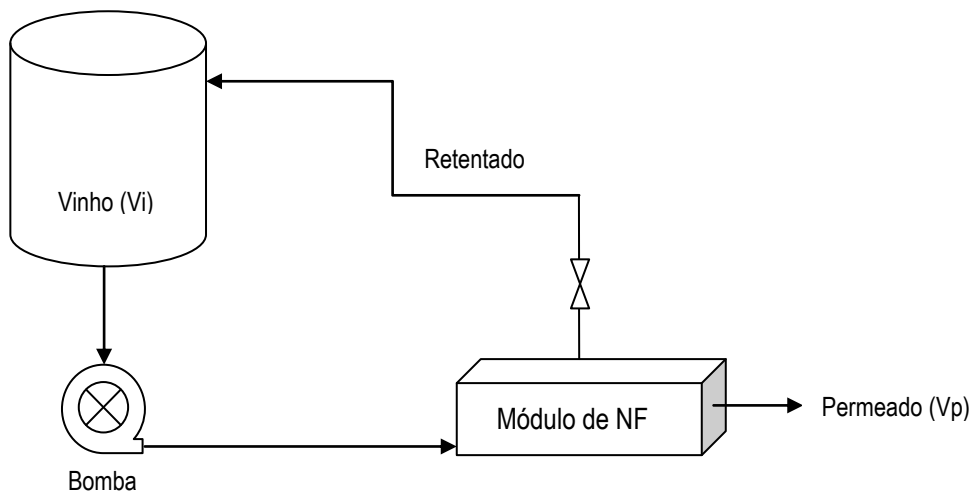 Retentado
Vinho (Vi)
Módulo de NF
Permeado (Vp)
Bomba